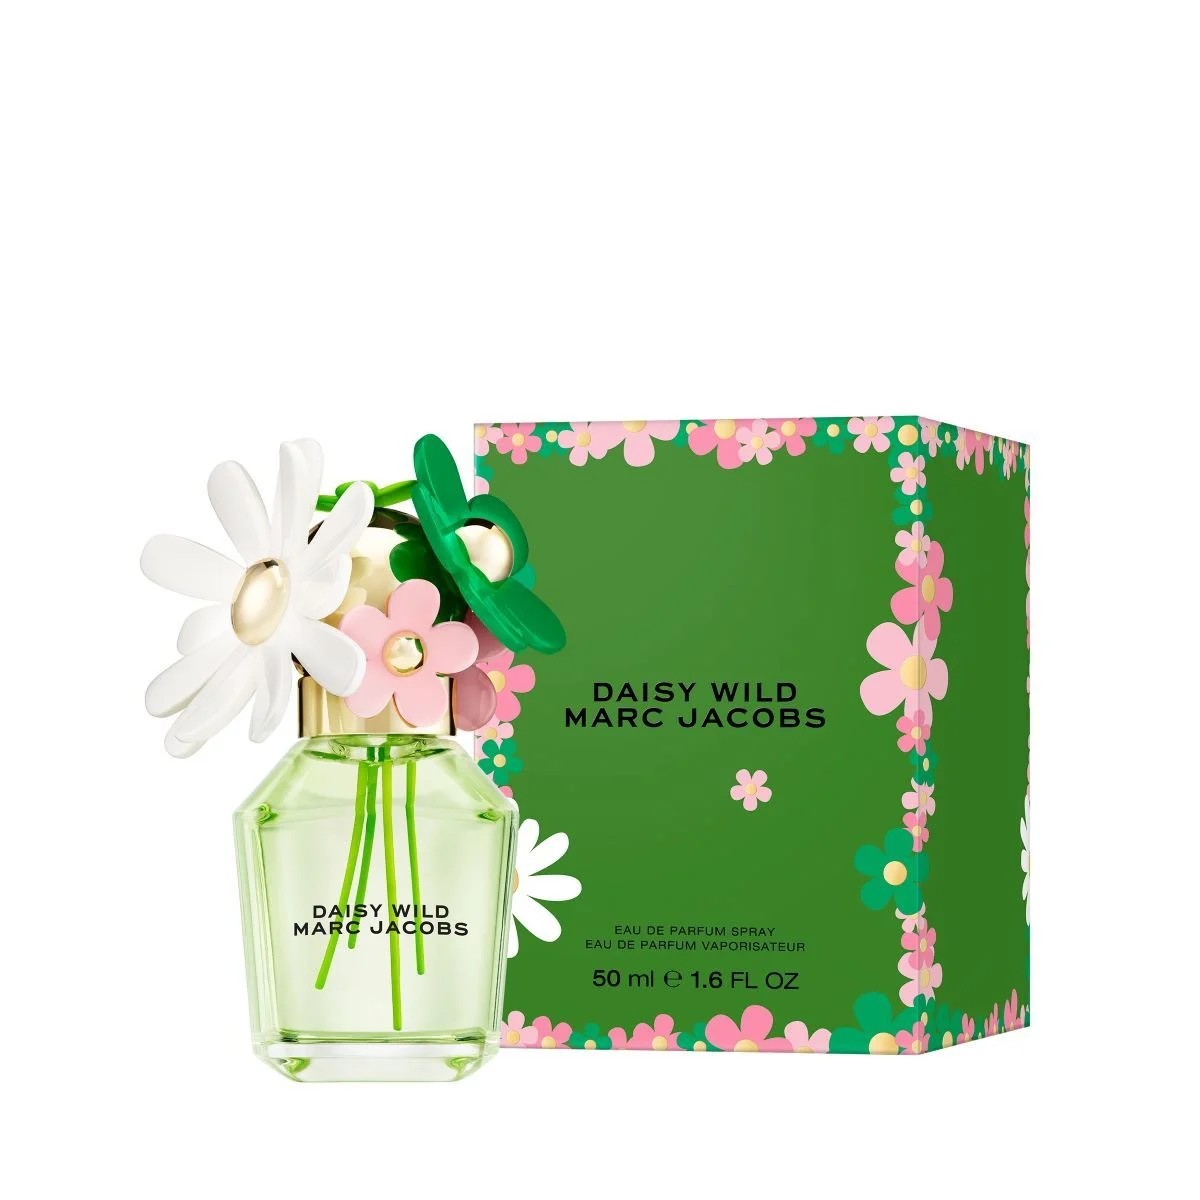 DAISY WILD
MARC JACOBS
DAISY WILD
MARC JACOBS
EAU DE PARFUM SPRAY
EAU DE PARFUM VAPORISATEUR
50 ml ℮ 1.6 FL OZ